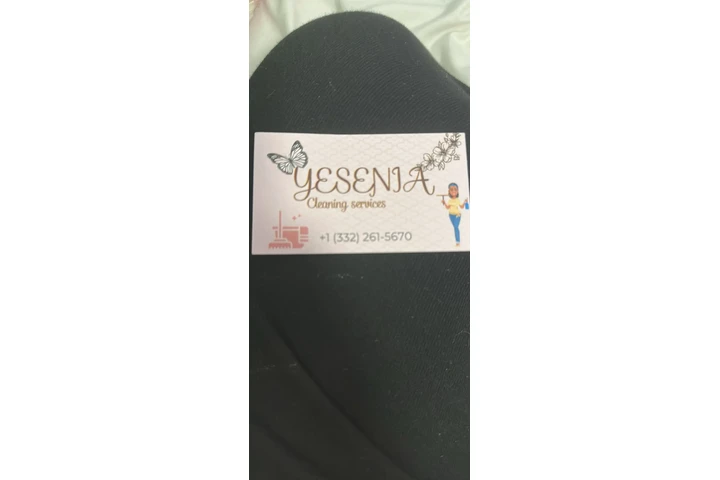 YESENIA
Cleaning services
+1 (332) 261-5670